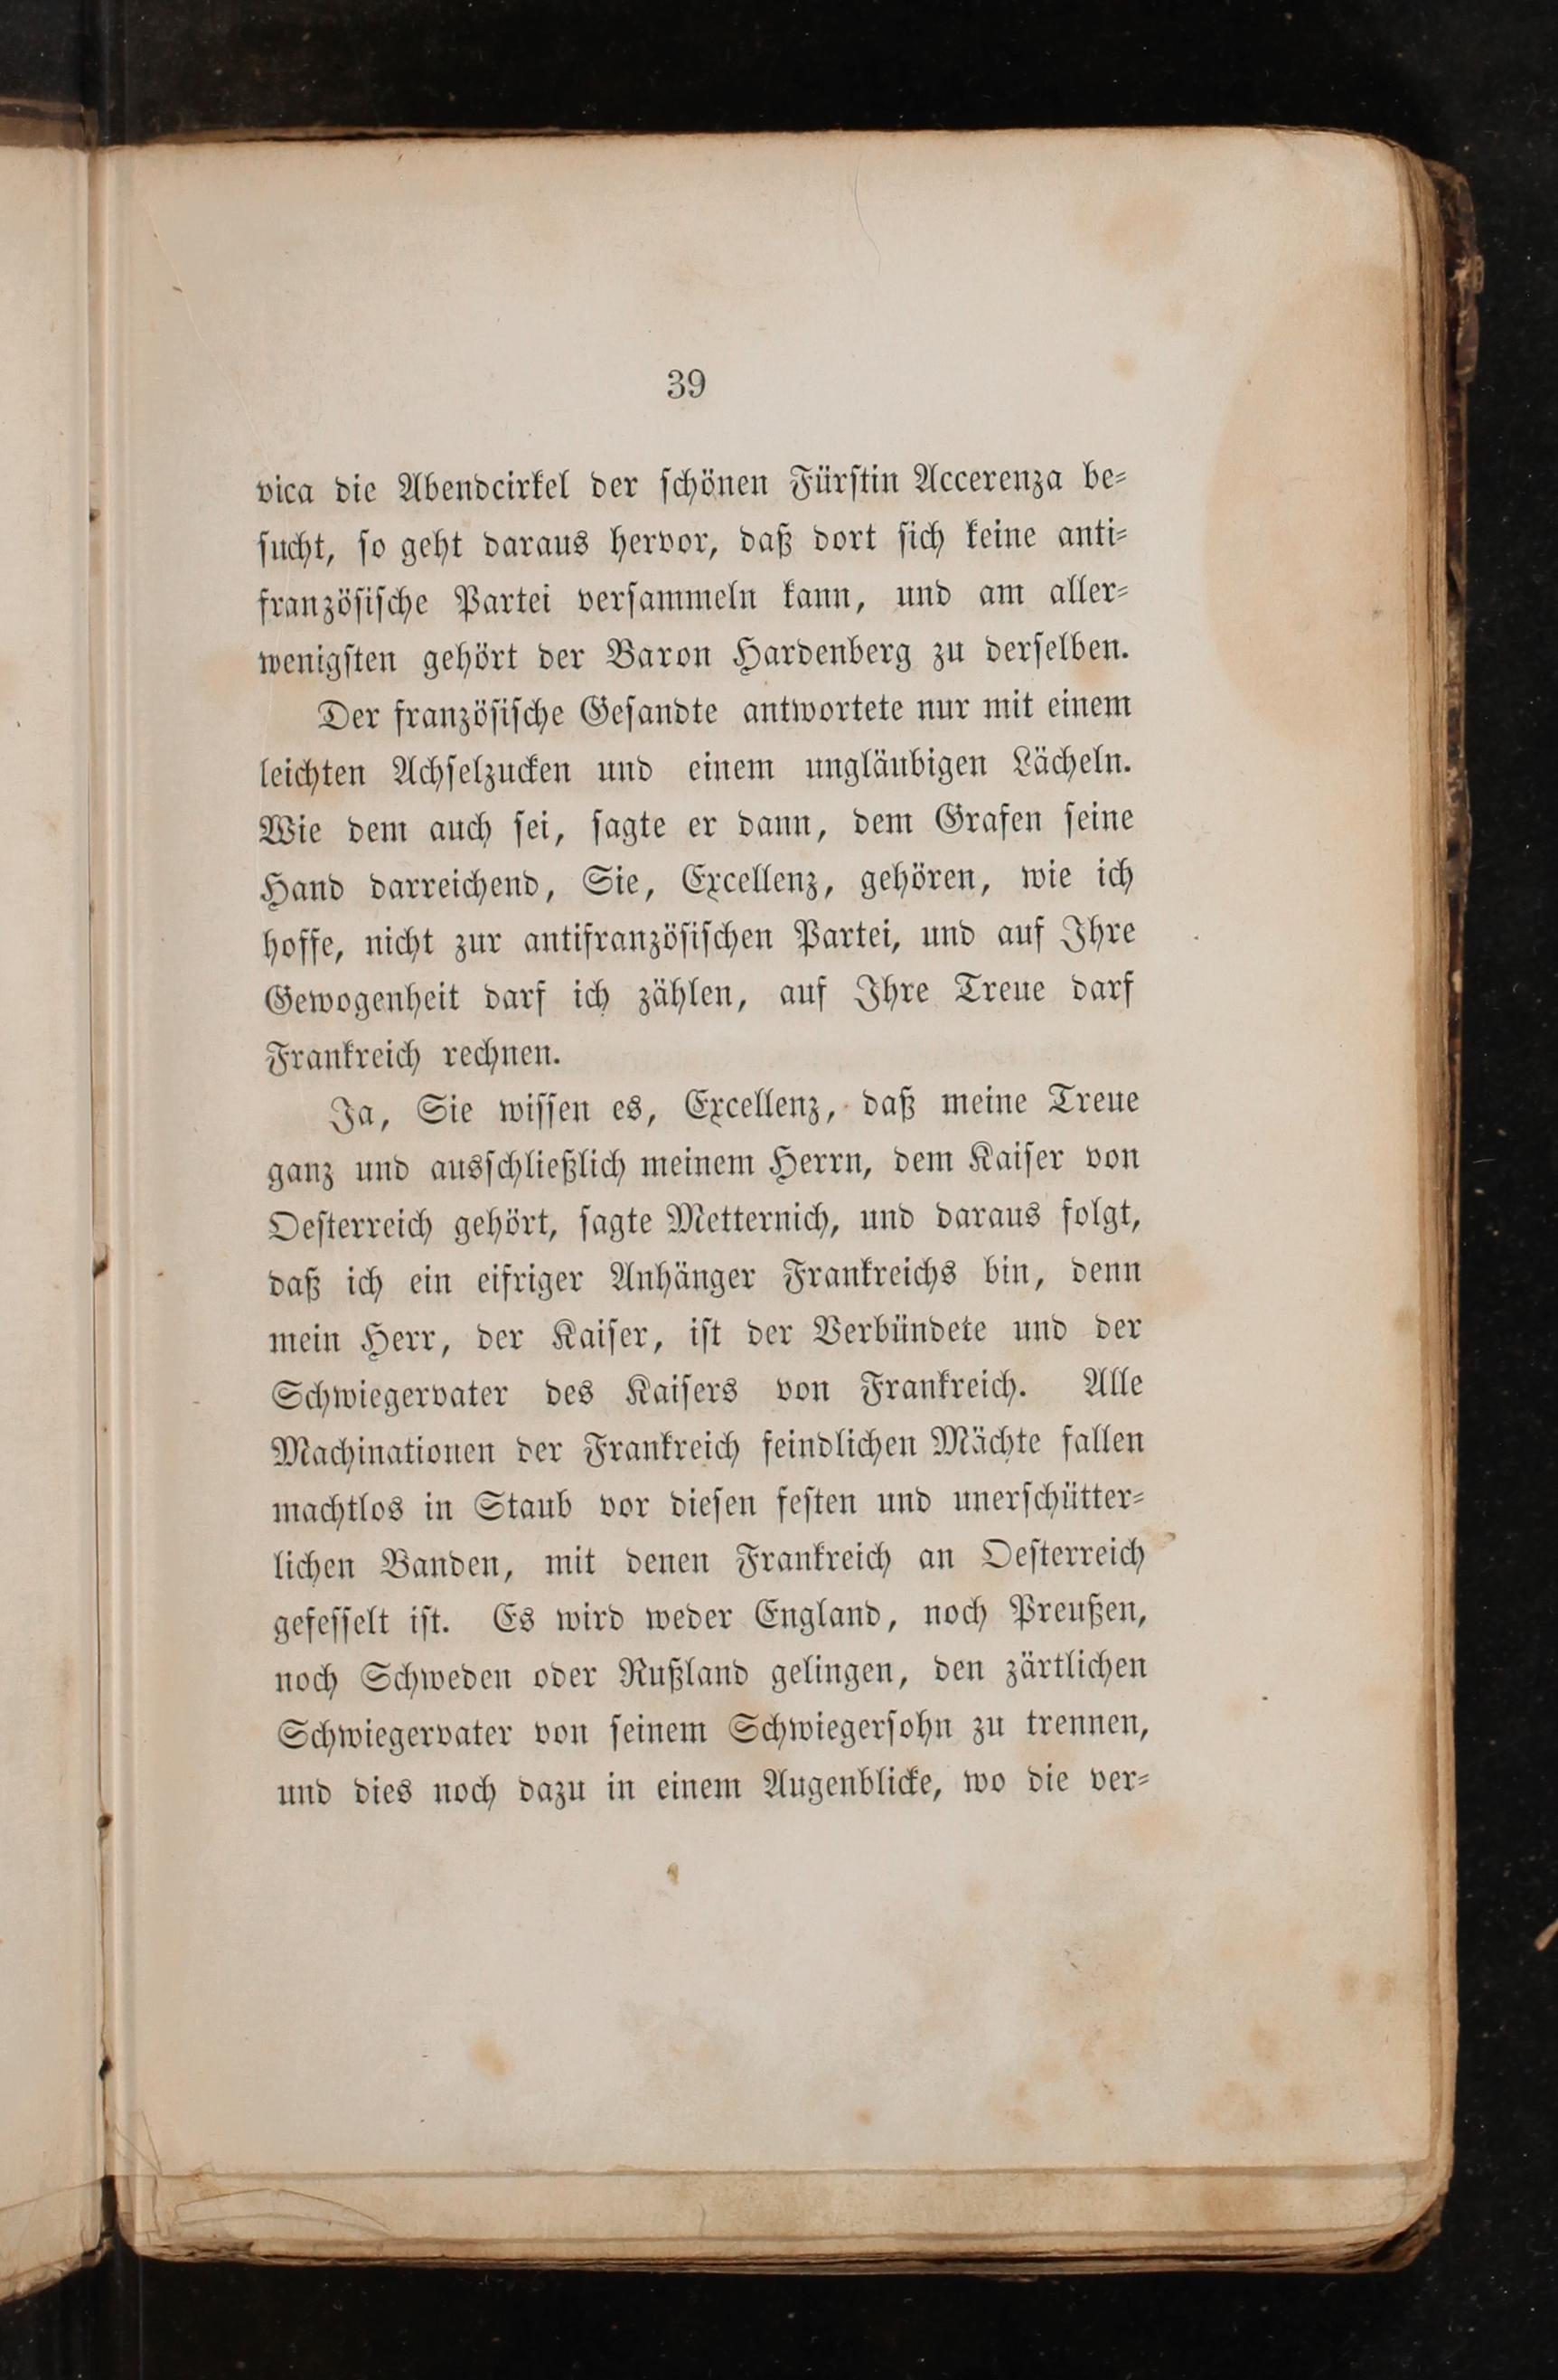 39
vica die Abendcirkel der schönen Fürstin Accerenza be-
sucht, so geht daraus hervor, daß dort sich keine anti-
französische Partei versammeln kann, und am aller-
wenigsten gehört der Baron Hardenberg zu derselben.
Der französische Gesandte antwortete nur mit einem
leichten Achselzucken und einem ungläubigen Lächeln.
Wie dem auch sei, sagte er dann, dem Grafen seine
Hand darreichend, Sie, Excellenz, gehören, wie ich
hoffe, nicht zur antifranzösischen Partei, und auf Ihre
Gewogenheit darf ich zählen, auf Ihre Treue darf
Frankreich rechnen.
Ja, Sie wissen es, Excellenz, daß meine Treue
ganz und ausschließlich meinem Herrn, dem Kaiser von
Oesterreich gehört, sagte Metternich, und daraus folgt,
daß ich ein eifriger Anhänger Frankreichs bin, denn
mein Herr, der Kaiser, ist der Verbündete und der
Schwiegervater des Kaisers von Frankreich. Alle
Machinationen der Frankreich feindlichen Mächte fallen
machtlos in Staub vor diesen festen und unerschütter-
lichen Banden, mit denen Frankreich an Oesterreich
gefesselt ist. Es wird weder England, noch Preußen,
noch Schweden oder Rußland gelingen, den zärtlichen
Schwiegervater von seinem Schwiegersohn zu trennen,
und dies noch dazu in einem Augenblicke, wo die ver-